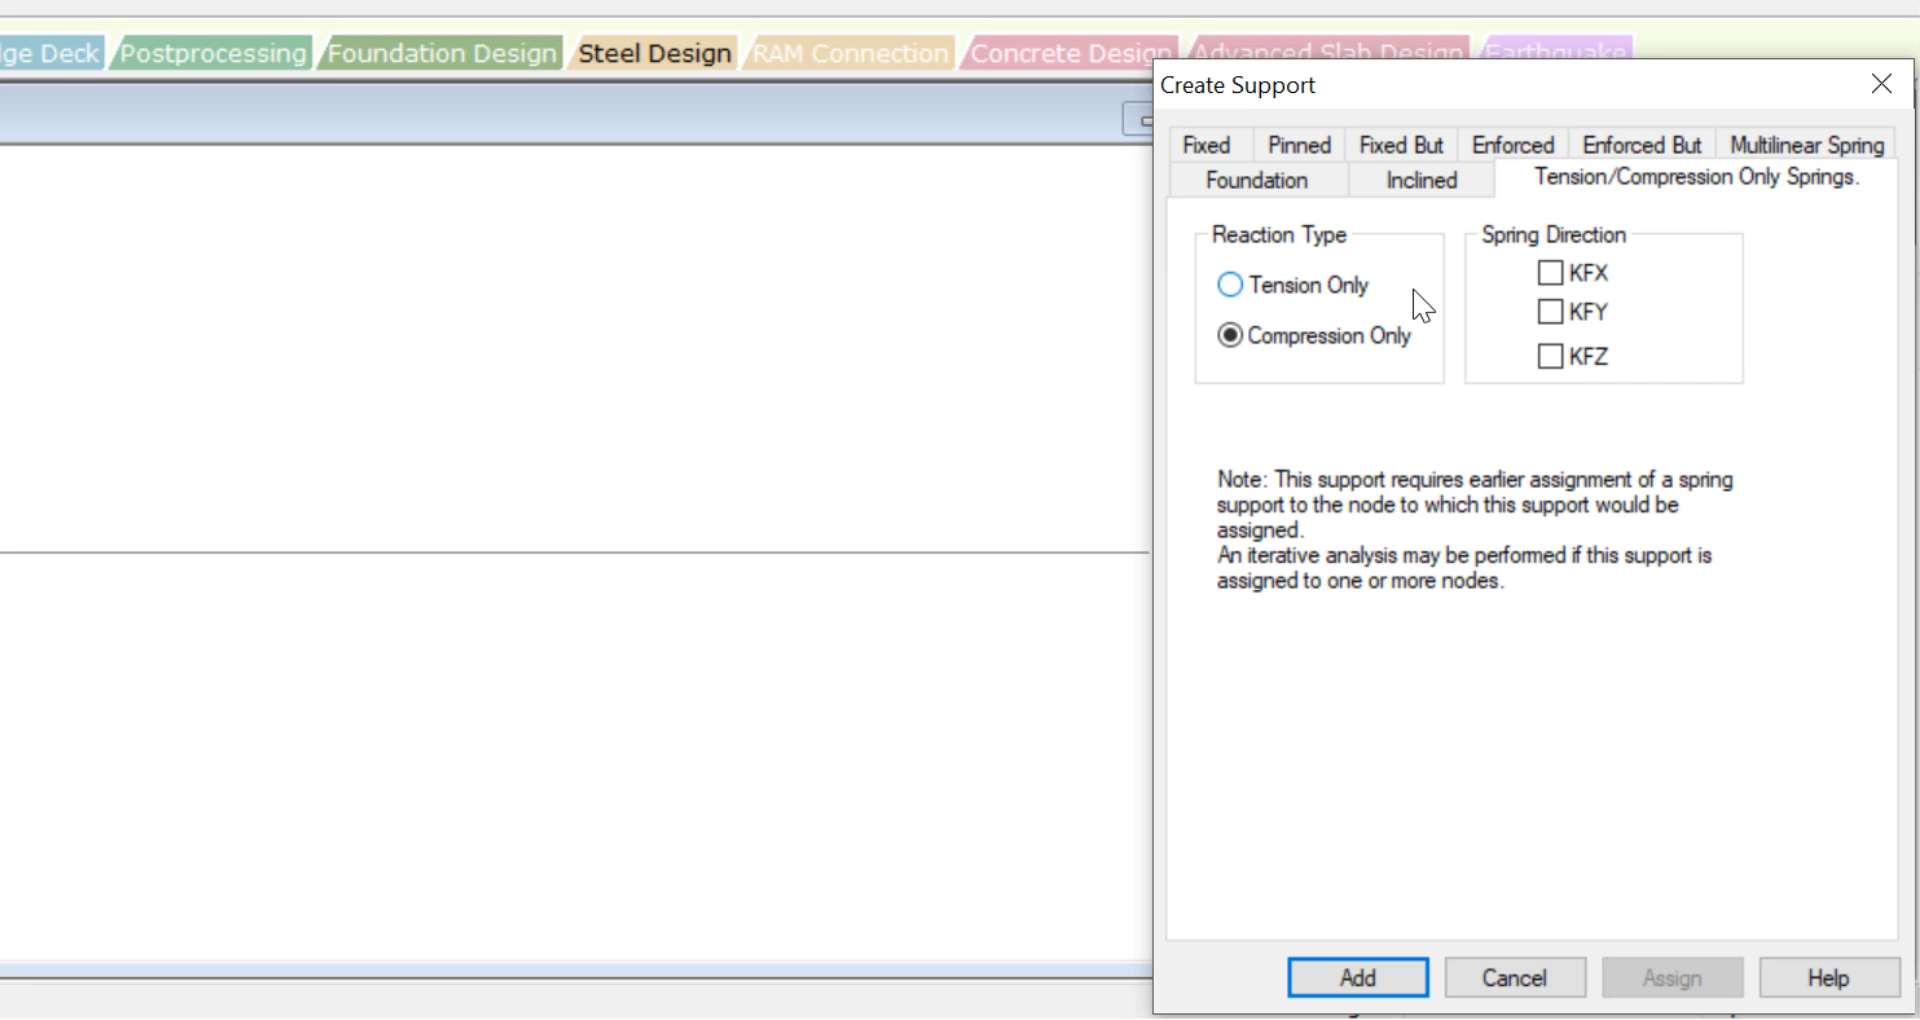 ge Deck
Postprocessing
Foundation Design
Steel Design
RAM Connection
Concrete Design
Advanced Slab Design
Earthquake
Create Support
Fixed
Pinned
Fixed But
Enforced
Enforced But
Multilinear Spring
Foundation
Inclined
Tension/Compression Only Springs.
Reaction Type
Tension Only
Compression Only
Spring Direction
KFX
KFY
KFZ
Note: This support requires earlier assignment of a spring
support to the node to which this support would be
assigned.
An iterative analysis may be performed if this support is
assigned to one or more nodes.
Add
Cancel
Assign
Help